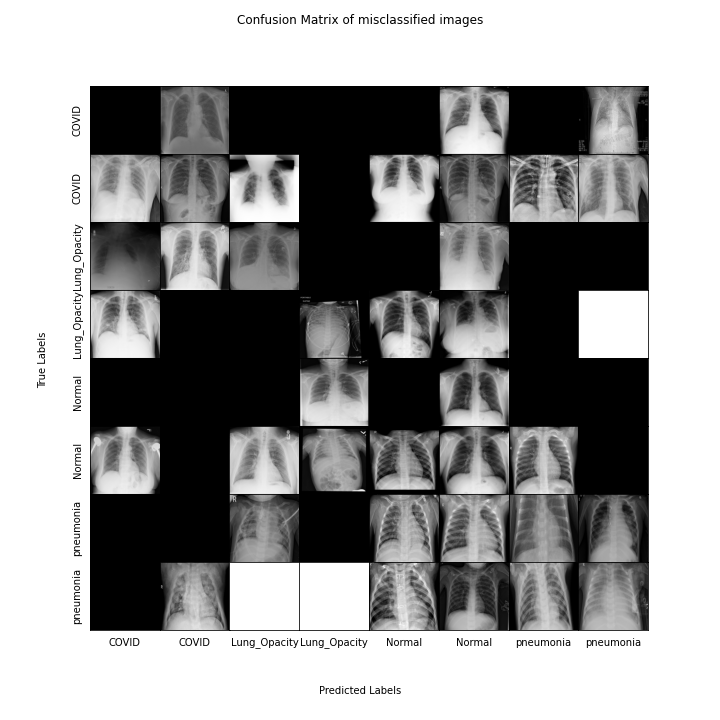 Confusion Matrix of misclassified images
COVID
COVID
Lung_Opacity
Lung_Opacity
Normal
Normal
pneumonia
pneumonia
True Labels
COVID COVID Lung_Opacity Lung_Opacity Normal Normal pneumonia pneumonia
Predicted Labels